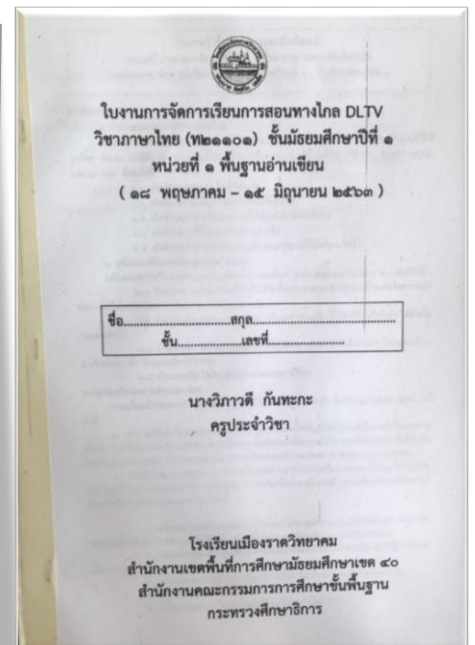 ใบงานการจัดการเรียนการสอนทางไกล DLTV
วิชาภาษาไทย (ท๒๑๑๐๑) ชั้นมัธยมศึกษาปีที่ ๑
หน่วยที่ ๑ พื้นฐานอ่านเขียน
( ๑๘ พฤษภาคม – ๑๕ มิถุนายน ๒๕๖๓ )
ชื่อ..............................สกุล........................................
ชั้น..................เลขที่.....................
นางวิภาวดี กันทะกะ
ครูประจำวิชา
โรงเรียนเมืองราดวิทยาคม
สำนักงานเขตพื้นที่การศึกษามัธยมศึกษาเขต ๔๐
สำนักงานคณะกรรมการการศึกษาขั้นพื้นฐาน
กระทรวงศึกษาธิการ